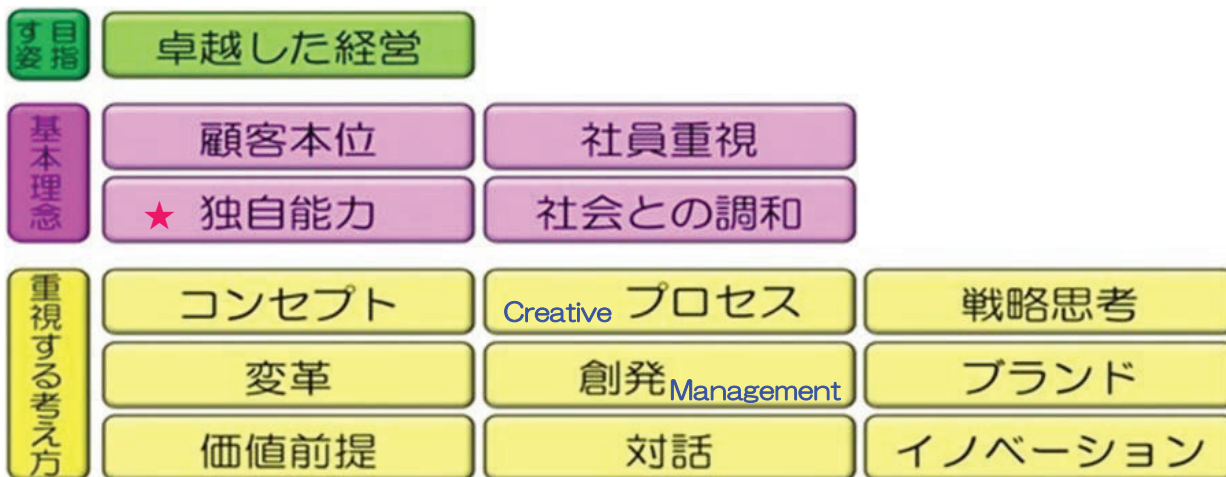 目指す姿
卓越した経営
基本理念
顧客本位
社員重視
★ 独自能力
社会との調和
重視する考え方
コンセプト
Creative プロセス
戦略思考
変革
創発 Management
ブランド
価値前提
対話
イノベーション